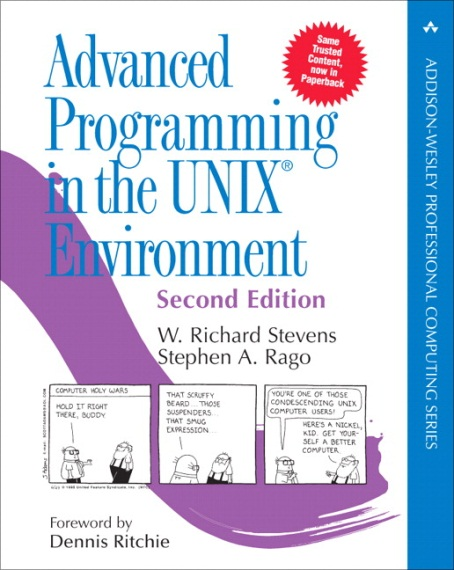 Advanced
Programming
in the UNIX®
Environment
Same
Trusted
Content,
now in
Paperback
Second Edition
W. Richard Stevens
Stephen A. Rago
COMPUTER HOLY WARS
HOLD IT RIGHT
THERE, BUDDY
THAT SCRUFFY
BEARD... THOSE
SUSPENDERS...
THAT SMUG
EXPRESSION...
YOU'RE ONE OF THOSE
CONDESCENDING UNIX
COMPUTER USERS!
HERE'S A NICKEL,
KID. GET YOUR-
SELF A BETTER
COMPUTER.
Foreword by
Dennis Ritchie
ADDISON-WESLEY PROFESSIONAL COMPUTING SERIES